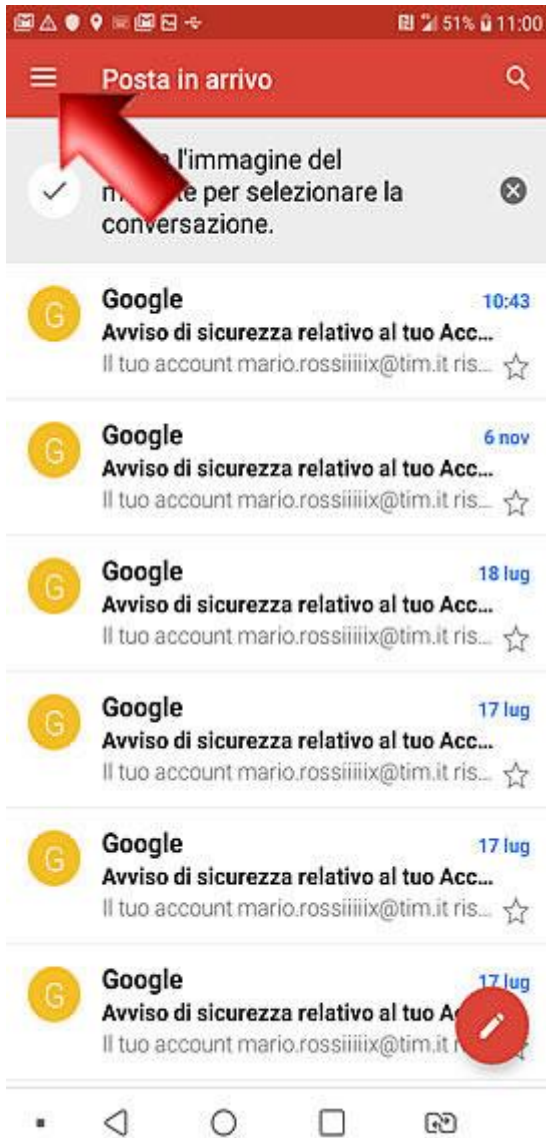 51% 11:00
Posta in arrivo
l'immagine del
per selezionare la
conversazione.
G Google 10:43
Avviso di sicurezza relativo al tuo Acc...
Il tuo account mario.rossiiiiix@tim.it ris...
G Google 6 nov
Avviso di sicurezza relativo al tuo Acc...
Il tuo account mario.rossiiiiix@tim.it ris...
G Google 18 lug
Avviso di sicurezza relativo al tuo Acc...
Il tuo account mario.rossiiiiix@tim.it ris...
G Google 17 lug
Avviso di sicurezza relativo al tuo Acc...
Il tuo account mario.rossiiiiix@tim.it ris...
G Google 17 lug
Avviso di sicurezza relativo al tuo Acc...
Il tuo account mario.rossiiiiix@tim.it ris...
G Google 17 lug
Avviso di sicurezza relativo al tuo
Il tuo account mario.rossiiiiix@tim.it